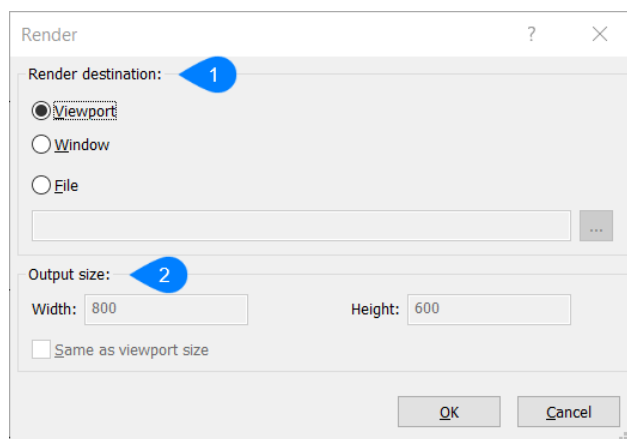 Render ?
Render destination: 1
Viewport
Window
File
...
Output size: 2
Width: 800 Height: 600
Same as viewport size
OK Cancel